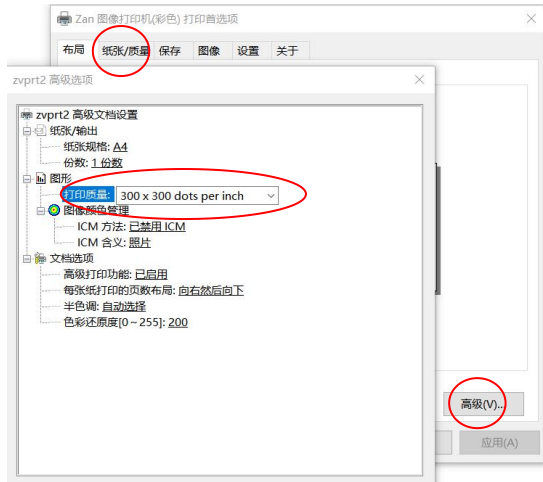 Zan 图像打印机(彩色) 打印首选项
布局 纸张/质量 保存 图像 设置 关于
zvprt2 高级选项
zvprt2 高级文档设置
纸张/输出
纸张规格: A4
份数: 1 份数
图形
打印质量: 300 x 300 dots per inch
图像颜色管理
ICM 方法: 已禁用 ICM
ICM 含义: 照片
文档选项
高级打印功能: 已启用
每张纸打印的页数布局: 向右然后向下
半色调: 自动选择
色彩还原度[0~255]: 200
高级(V)...
应用(A)